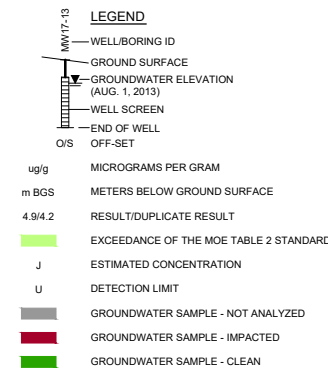 MW17-13
LEGEND
WELL/BORING ID
GROUND SURFACE
GROUNDWATER ELEVATION
(AUG. 1, 2013)
WELL SCREEN
END OF WELL
O/S OFF-SET
ug/g MICROGRAMS PER GRAM
m BGS METERS BELOW GROUND SURFACE
4.9/4.2 RESULT/DUPLICATE RESULT
EXCEEDANCE OF THE MOE TABLE 2 STANDARD
J ESTIMATED CONCENTRATION
U DETECTION LIMIT
GROUNDWATER SAMPLE - NOT ANALYZED
GROUNDWATER SAMPLE - IMPACTED
GROUNDWATER SAMPLE - CLEAN